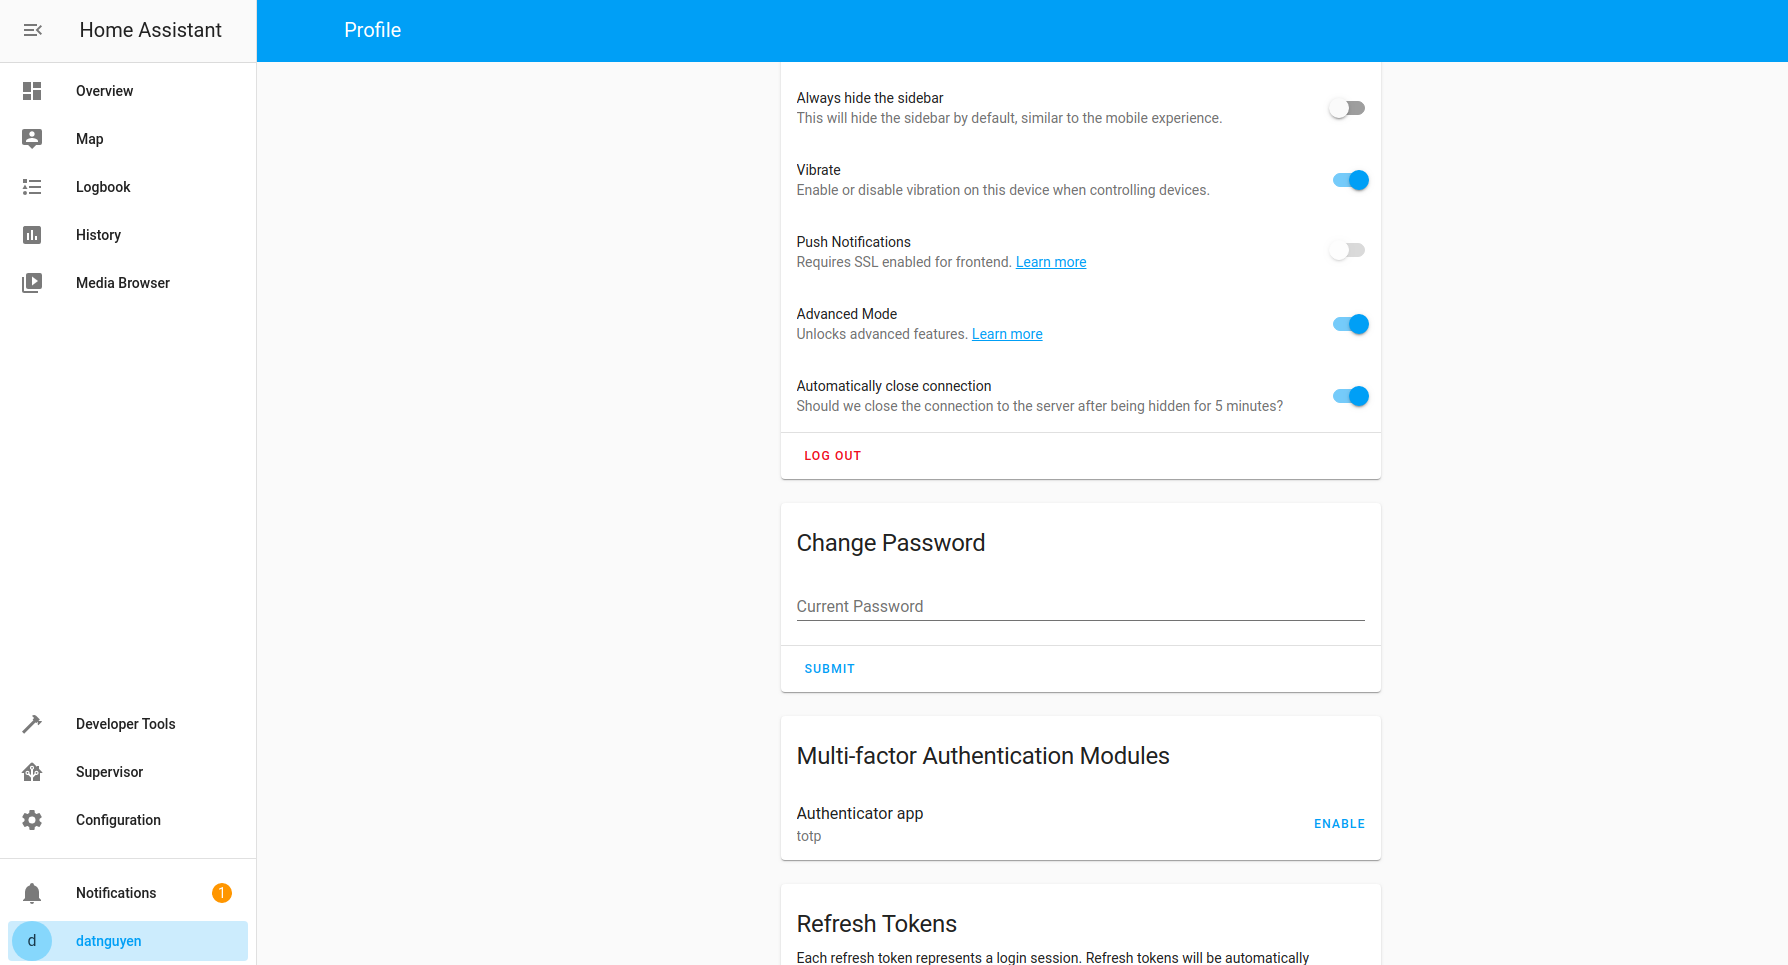 Home Assistant
Profile
Overview
Map
Logbook
History
Media Browser
Developer Tools
Supervisor
Configuration
Notifications
1
d
datnguyen
Always hide the sidebar
This will hide the sidebar by default, similar to the mobile experience.
Vibrate
Enable or disable vibration on this device when controlling devices.
Push Notifications
Requires SSL enabled for frontend. Learn more
Advanced Mode
Unlocks advanced features. Learn more
Automatically close connection
Should we close the connection to the server after being hidden for 5 minutes?
LOG OUT
Change Password
Current Password
SUBMIT
Multi-factor Authentication Modules
Authenticator app
totp
ENABLE
Refresh Tokens
Each refresh token represents a login session. Refresh tokens will be automatically